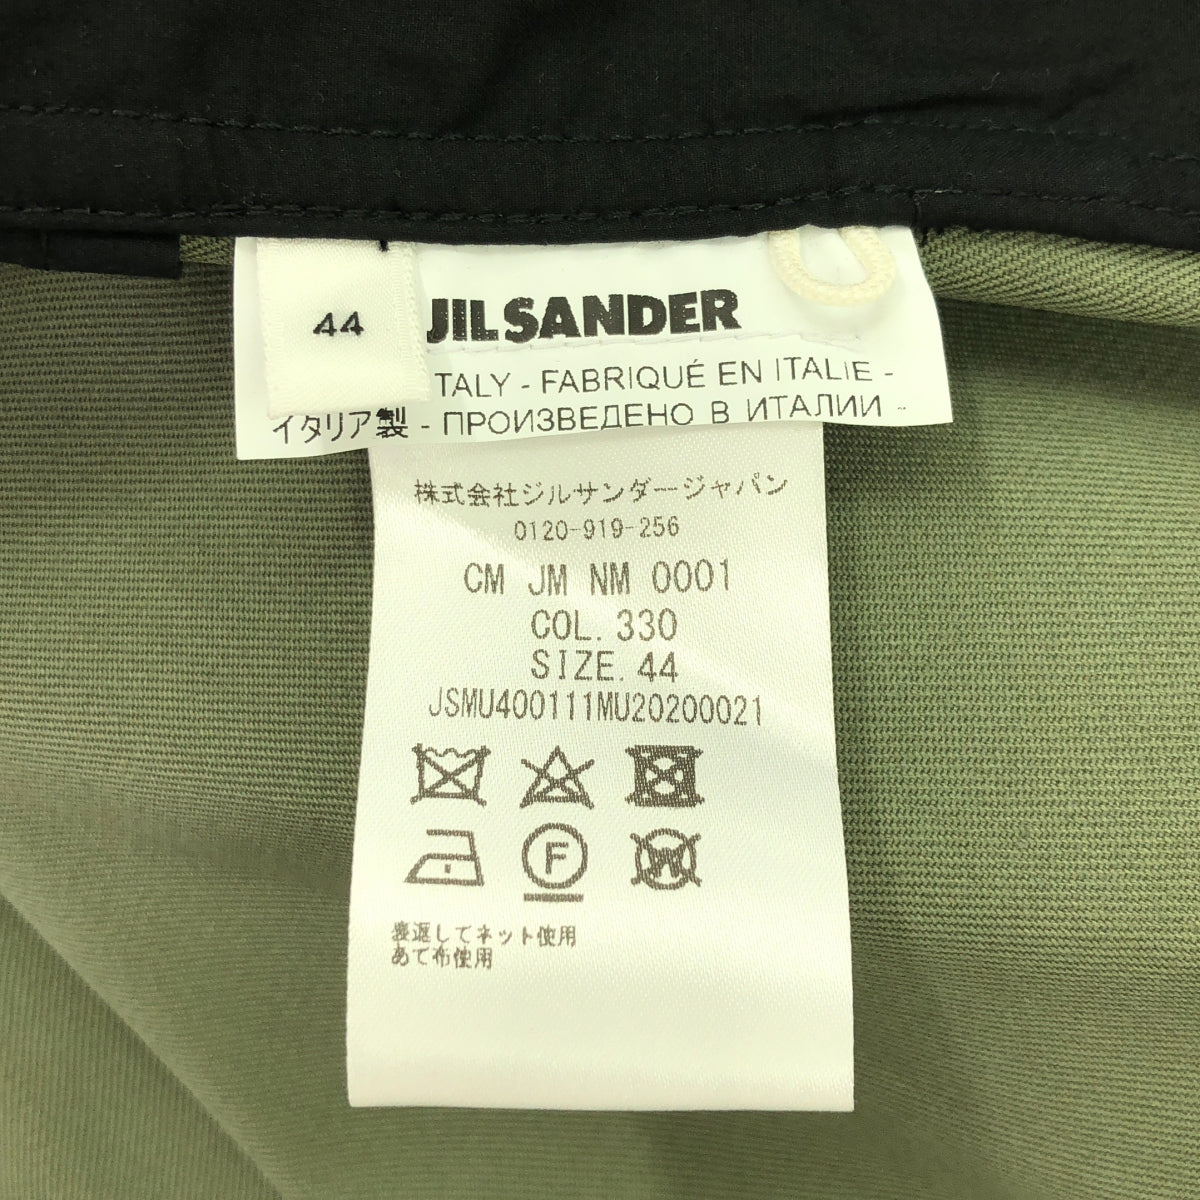 44
JIL SANDER
TALY - FABRIQUÉ EN ITALIE -
イタリア製 - ПРОИЗВЕДЕНО В ИТАЛИИ -
株式会社ジルサンダージャパン
0120-919-256
CM JM NM 0001
COL. 330
SIZE. 44
JSMU400111MU20200021
F
W
裏返してネット使用
あて布使用